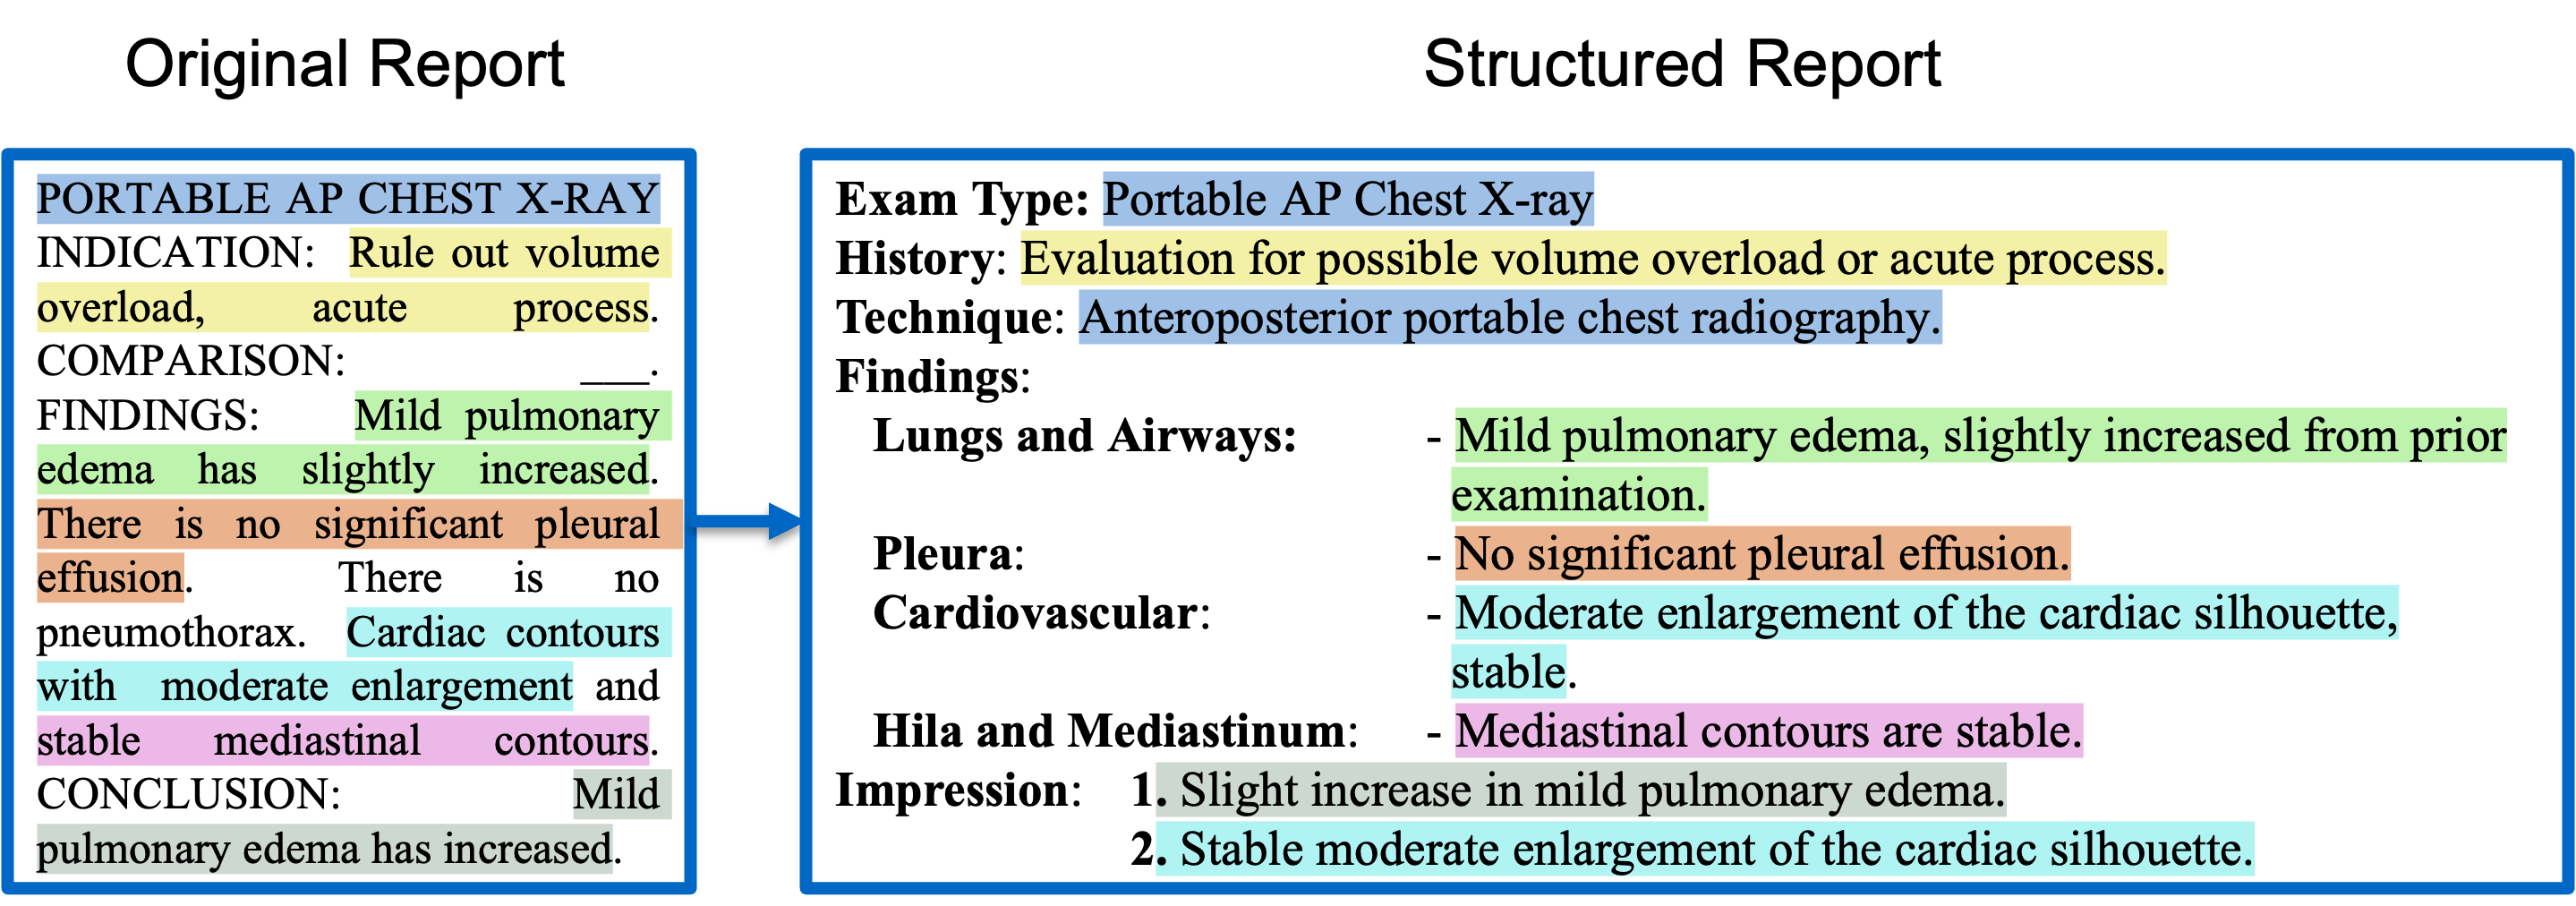 Original Report
PORTABLE AP CHEST X-RAY
INDICATION: Rule out volume
overload, acute process.
COMPARISON: ___.
FINDINGS: Mild pulmonary
edema has slightly increased.
There is no significant pleural
effusion. There is no
pneumothorax. Cardiac contours
with moderate enlargement and
stable mediastinal contours.
CONCLUSION: Mild
pulmonary edema has increased.
Structured Report
Exam Type: Portable AP Chest X-ray
History: Evaluation for possible volume overload or acute process.
Technique: Anteroposterior portable chest radiography.
Findings:
Lungs and Airways: - Mild pulmonary edema, slightly increased from prior
examination.
Pleura: - No significant pleural effusion.
Cardiovascular: - Moderate enlargement of the cardiac silhouette,
stable.
Hila and Mediastinum: - Mediastinal contours are stable.
Impression: 1. Slight increase in mild pulmonary edema.
2. Stable moderate enlargement of the cardiac silhouette.